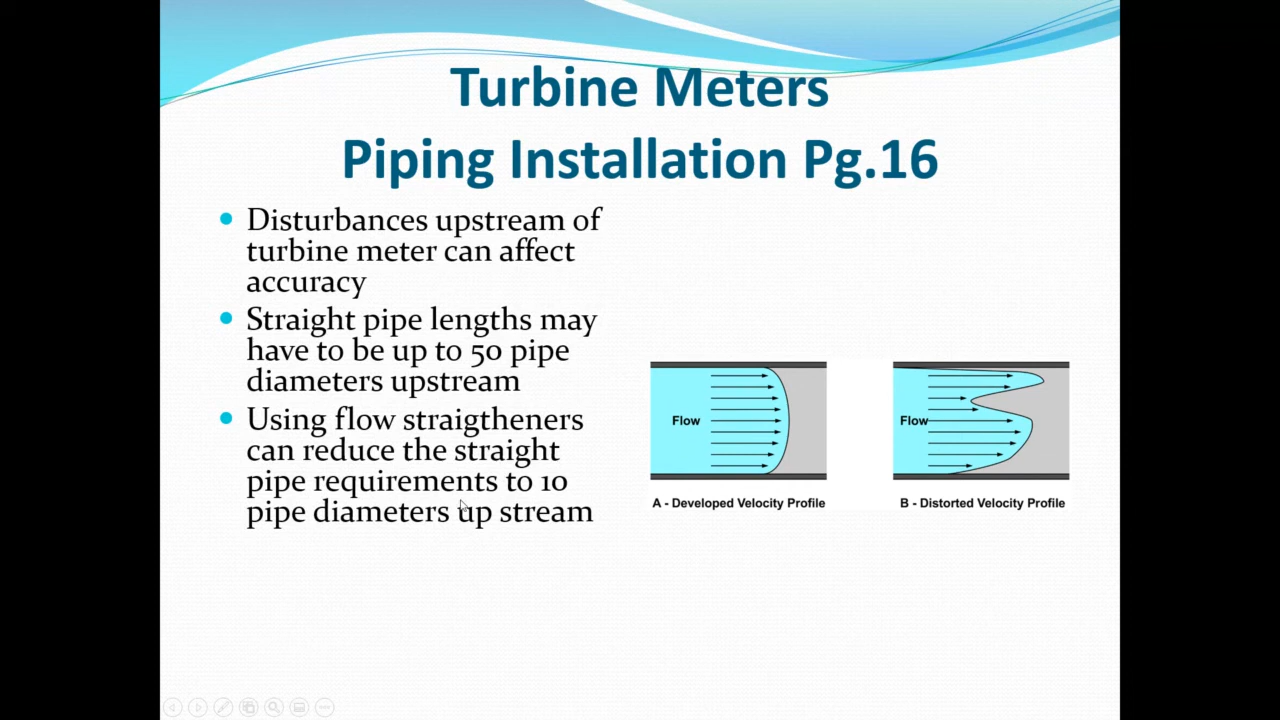 Turbine Meters
Piping Installation Pg.16
Disturbances upstream of
turbine meter can affect
accuracy
Straight pipe lengths may
have to be up to 50 pipe
diameters upstream
Using flow straigtheners
can reduce the straight
pipe requirements to 10
pipe diameters up stream
Flow
A - Developed Velocity Profile
Flow
B - Distorted Velocity Profile